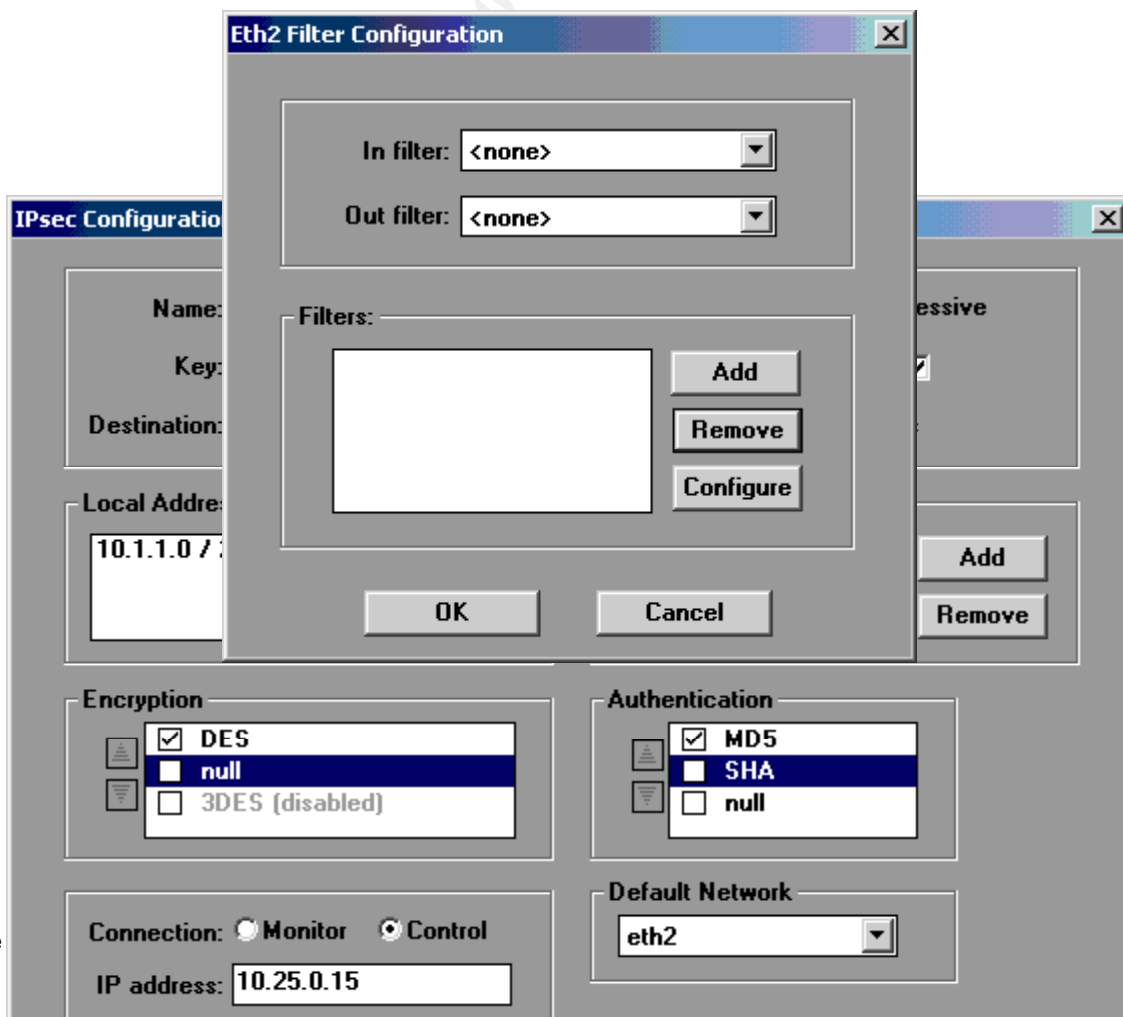 Eth2 Filter Configuration
In filter: <none>
Out filter: <none>
Filters:
Add
Remove
Configure
OK Cancel
IPsec Configuratio
Name:
Key:
Destination:
essive
Local Addre
10.1.1.0 /
Add
Remove
Encryption
DES
null
3DES (disabled)
Authentication
MD5
SHA
null
Connection: Monitor Control
IP address: 10.25.0.15
Default Network
eth2